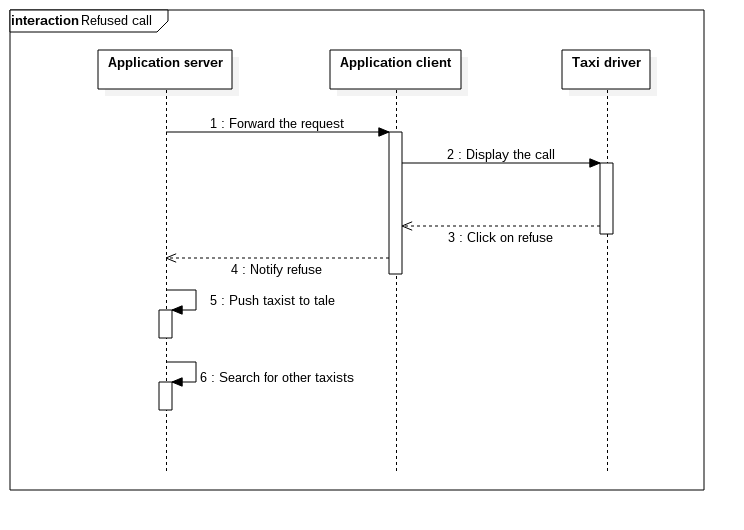 interaction Refused call
Application server
Application client
Taxi driver
1 : Forward the request
2 : Display the call
3 : Click on refuse
4 : Notify refuse
5 : Push taxist to tale
6 : Search for other taxists